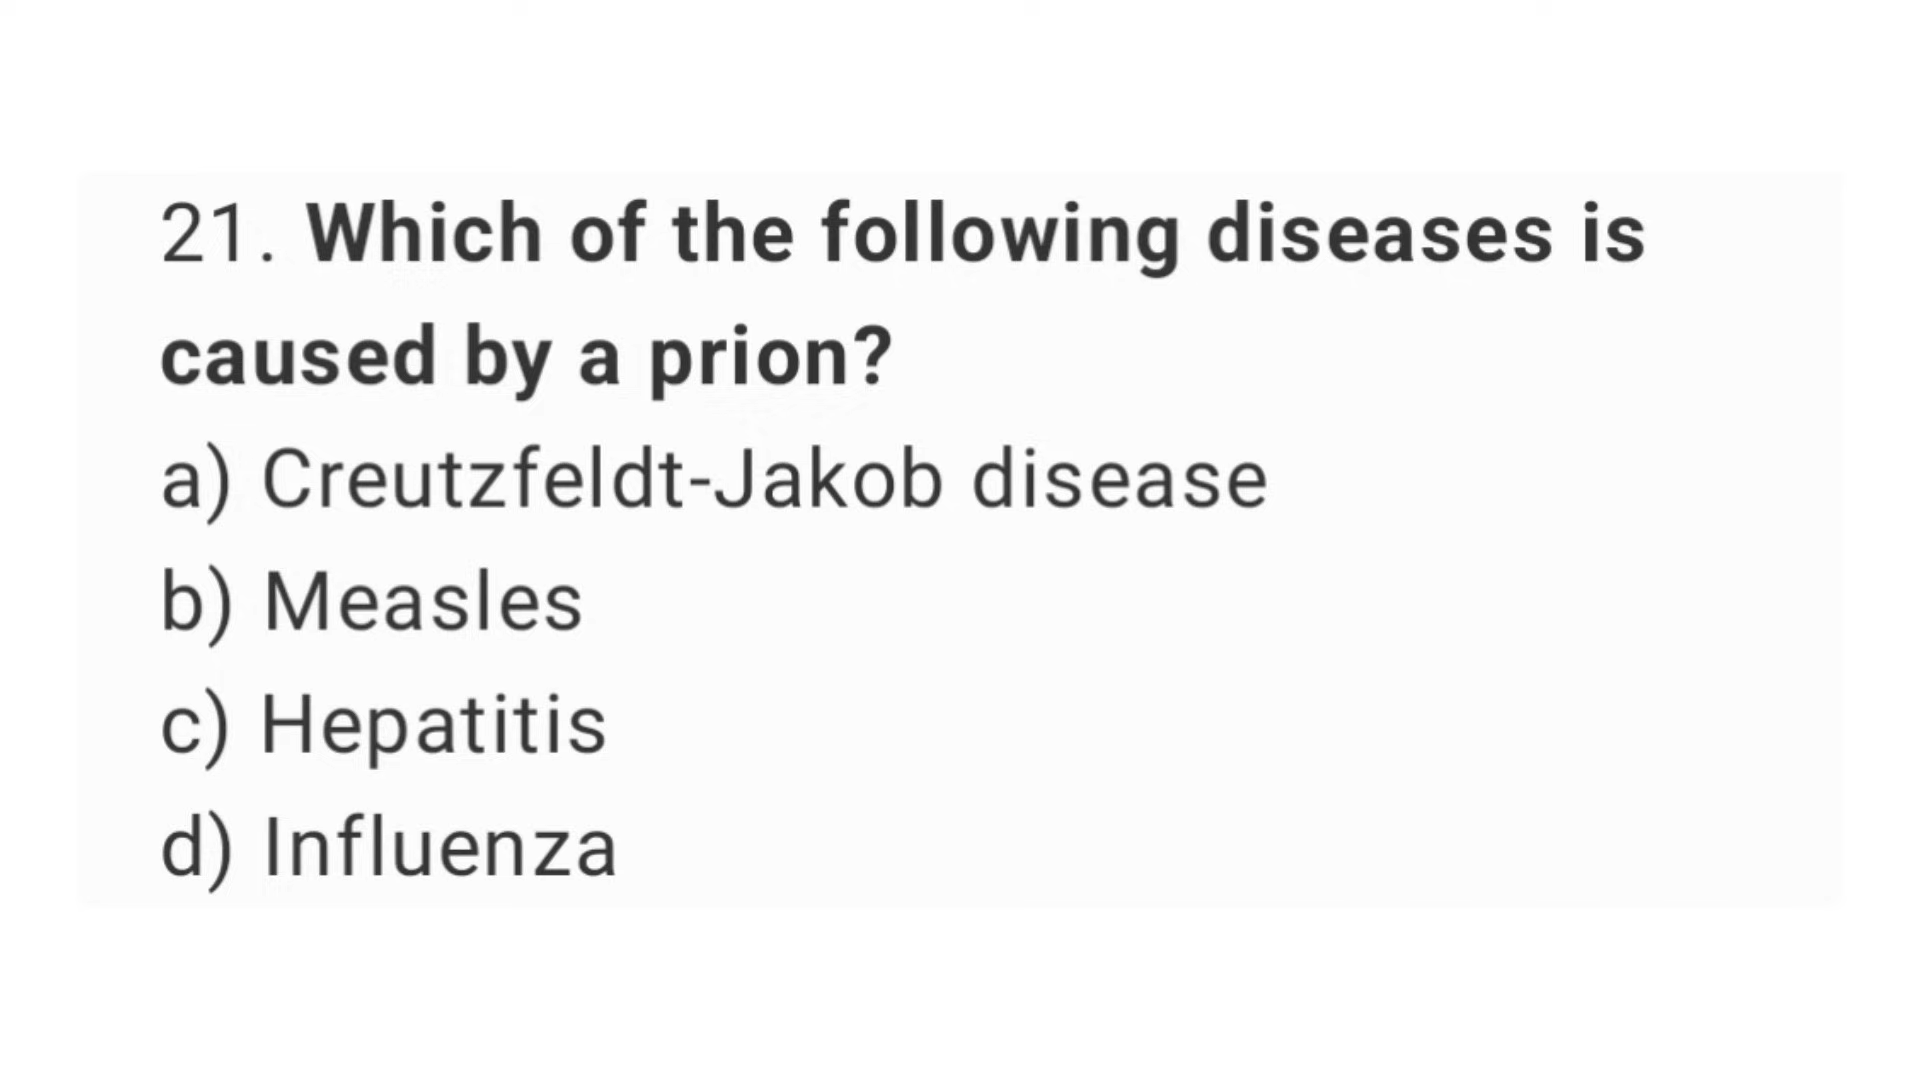 21. Which of the following diseases is
caused by a prion?
a) Creutzfeldt-Jakob disease
b) Measles
c) Hepatitis
d) Influenza